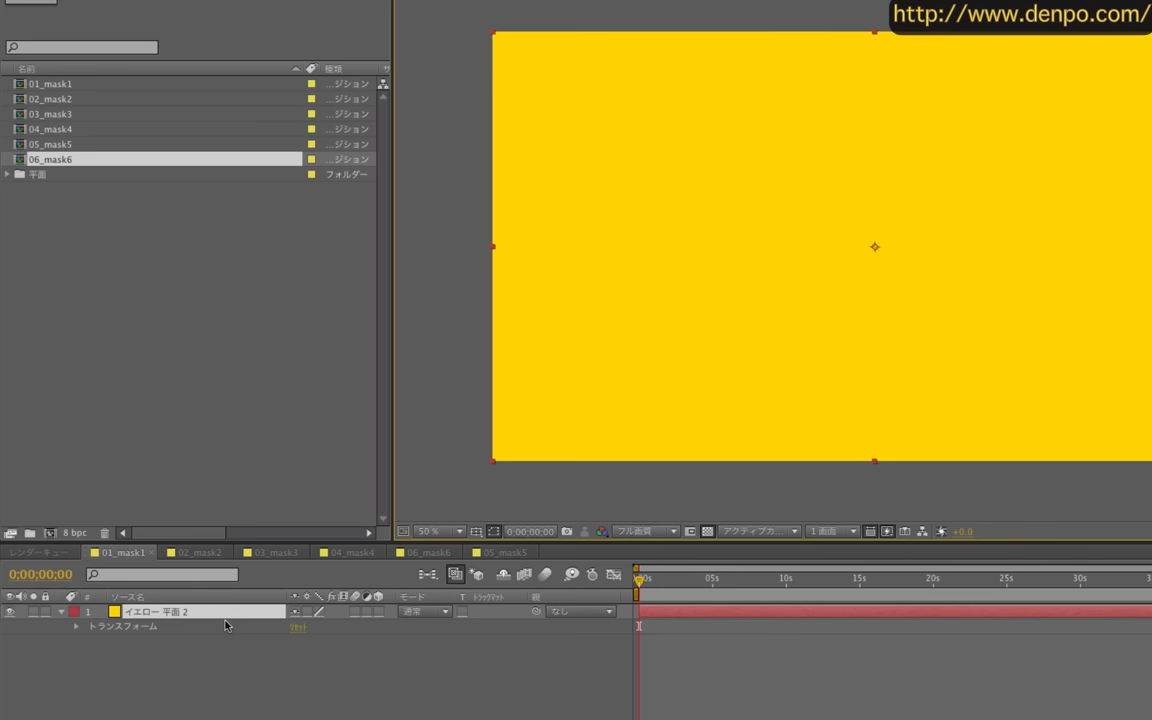 http://www.denpo.com/
名前
種類
01_mask1
…ジション
02_mask2
…ジション
03_mask3
…ジション
04_mask4
…ジション
05_mask5
…ジション
06_mask6
…ジション
平面
フォルダー
8 bpc
50 %
0;00;00;00
フル画質
アクティブカ...
1 画面
+0.0
レンダーキュー
01_mask1
02_mask2
03_mask3
04_mask4
06_mask6
05_mask5
0;00;00;00
05s
10s
15s
20s
25s
30s
#
ソース名
モード
T
トラックマット
親
1
イエロー 平面 2
通常
なし
トランスフォーム
リセット